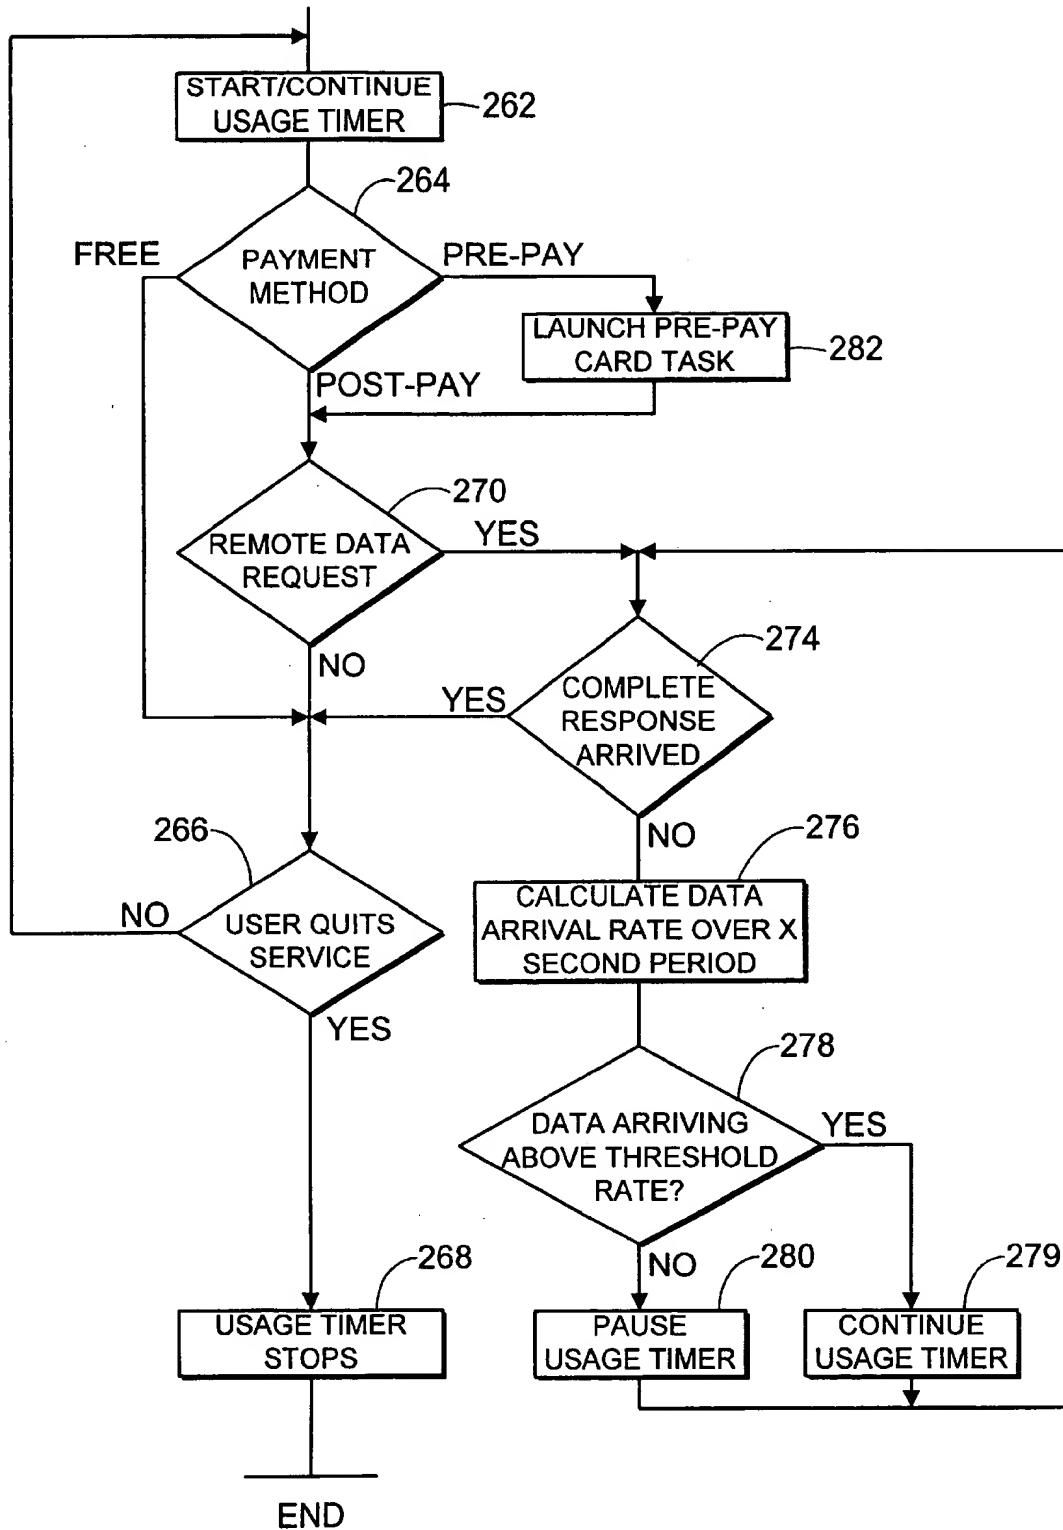 START/CONTINUE
USAGE TIMER
262
264
FREE
PAYMENT
METHOD
PRE-PAY
LAUNCH PRE-PAY
CARD TASK
282
POST-PAY
270
REMOTE DATA
REQUEST
YES
NO
274
YES
COMPLETE
RESPONSE
ARRIVED
NO
276
266
CALCULATE DATA
ARRIVAL RATE OVER X
SECOND PERIOD
NO
USER QUITS
SERVICE
YES
278
DATA ARRIVING
ABOVE THRESHOLD
RATE?
YES
NO
268
280
279
USAGE TIMER
STOPS
PAUSE
USAGE TIMER
CONTINUE
USAGE TIMER
END